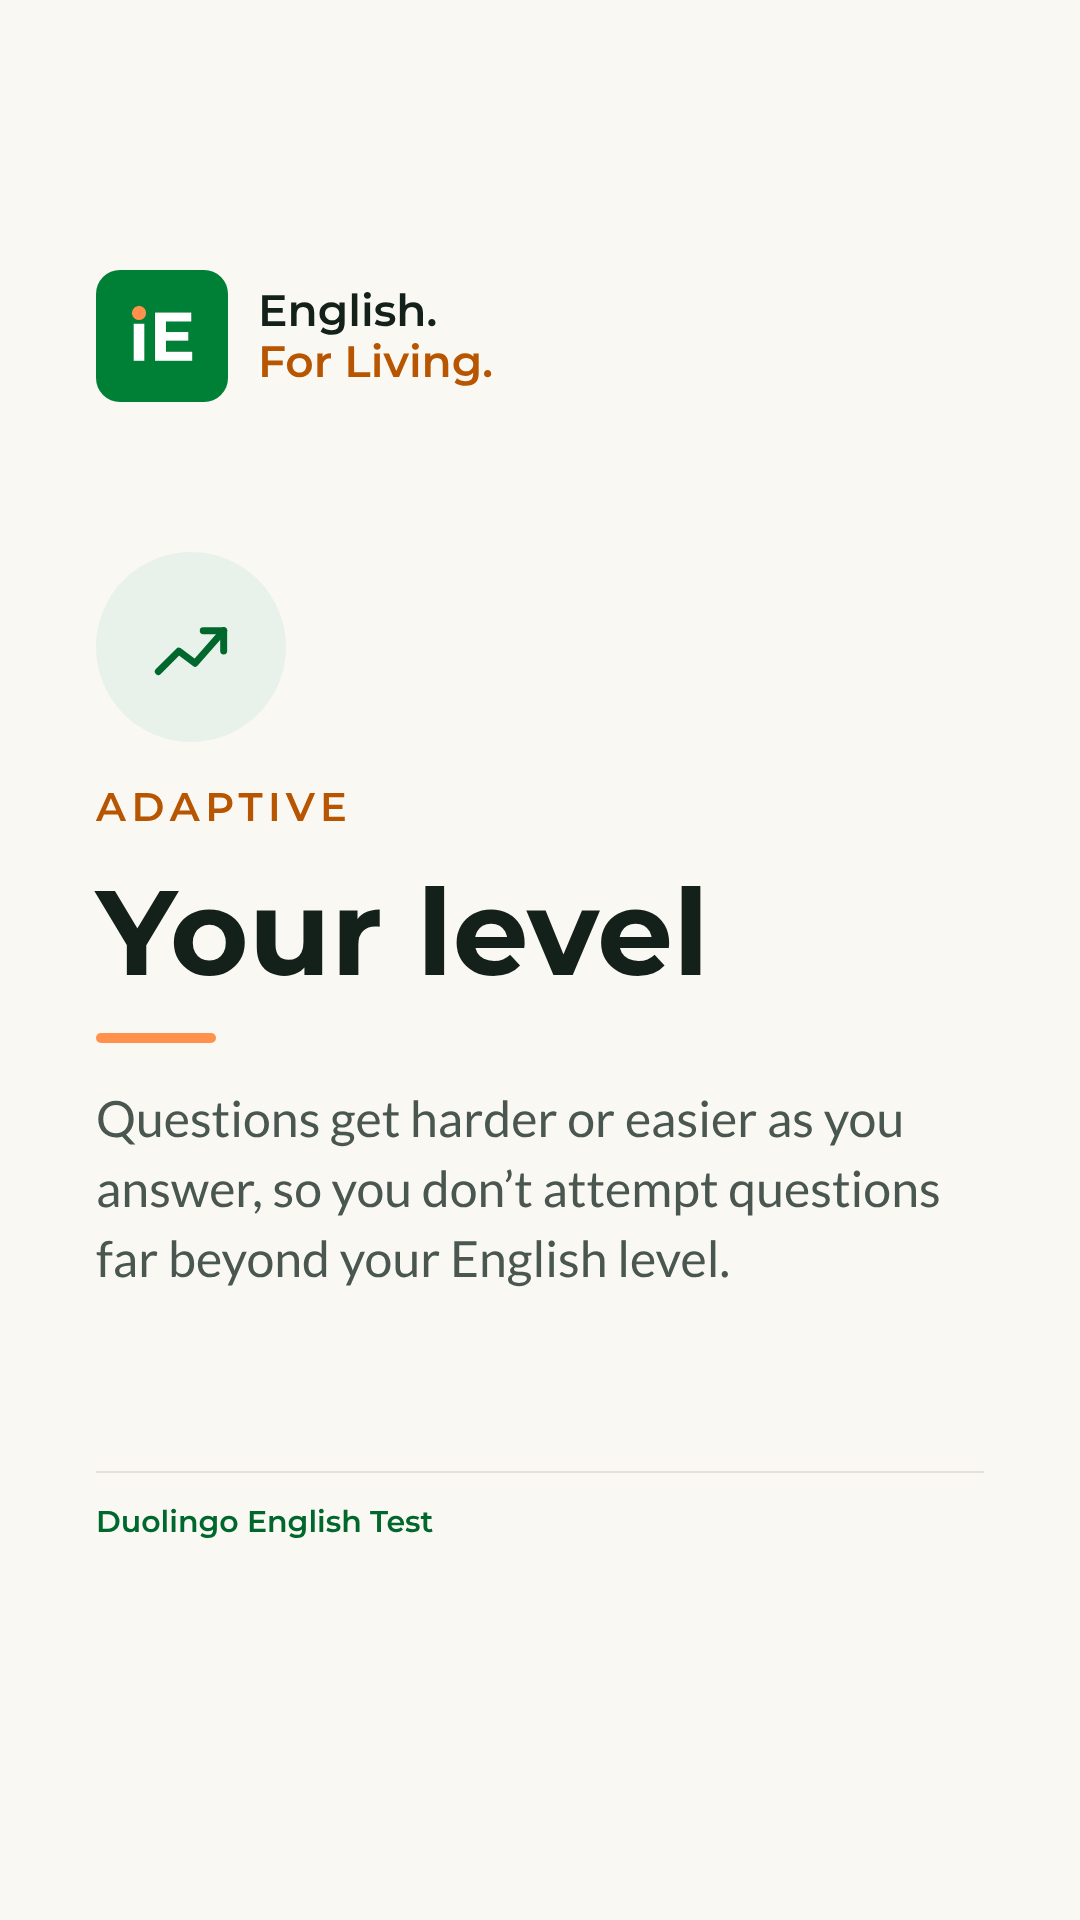 iE
English.
For Living.
ADAPTIVE
Your level
Questions get harder or easier as you
answer, so you don’t attempt questions
far beyond your English level.
Duolingo English Test